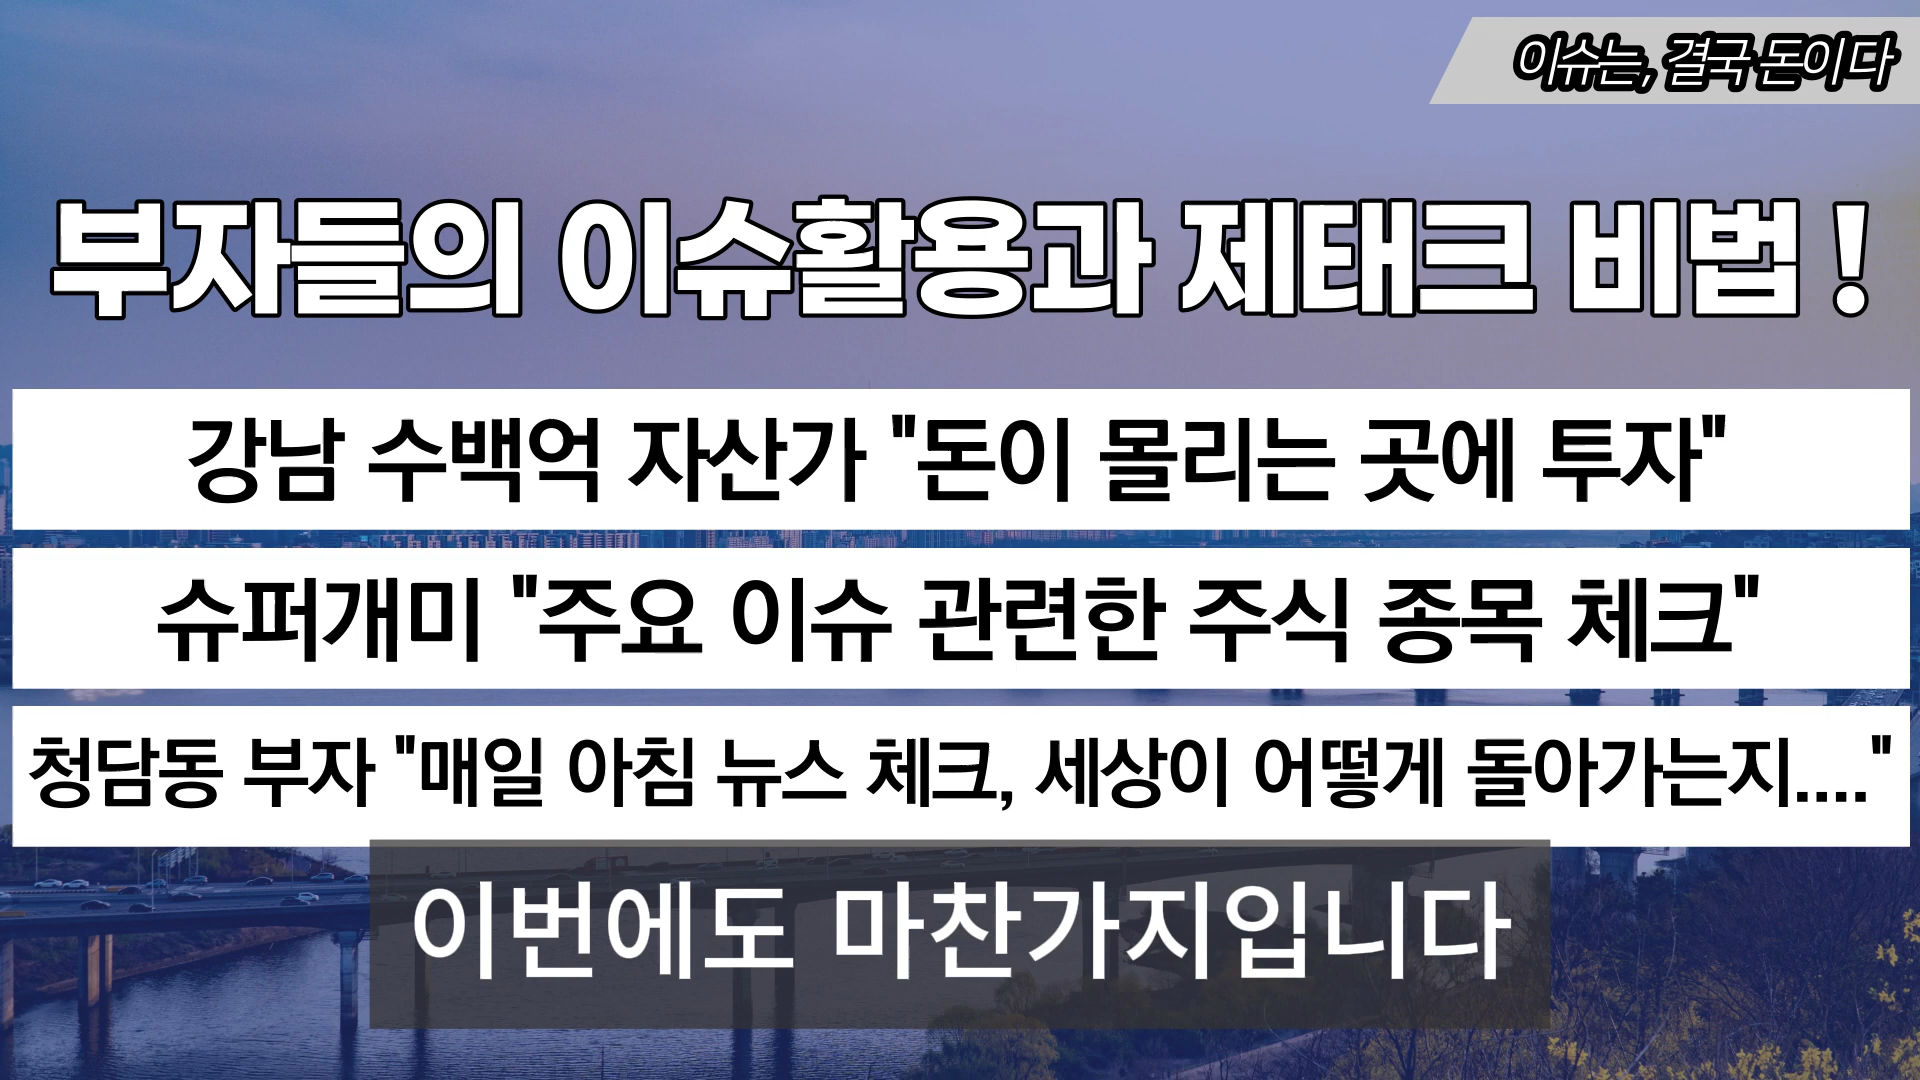 이슈는, 결국 돈이다
부자들의 이슈활용과 제태크 비법 !
강남 수백억 자산가 "돈이 몰리는 곳에 투자"
슈퍼개미 "주요 이슈 관련한 주식 종목 체크"
청담동 부자 "매일 아침 뉴스 체크, 세상이 어떻게 돌아가는지...."
이번에도 마찬가지입니다